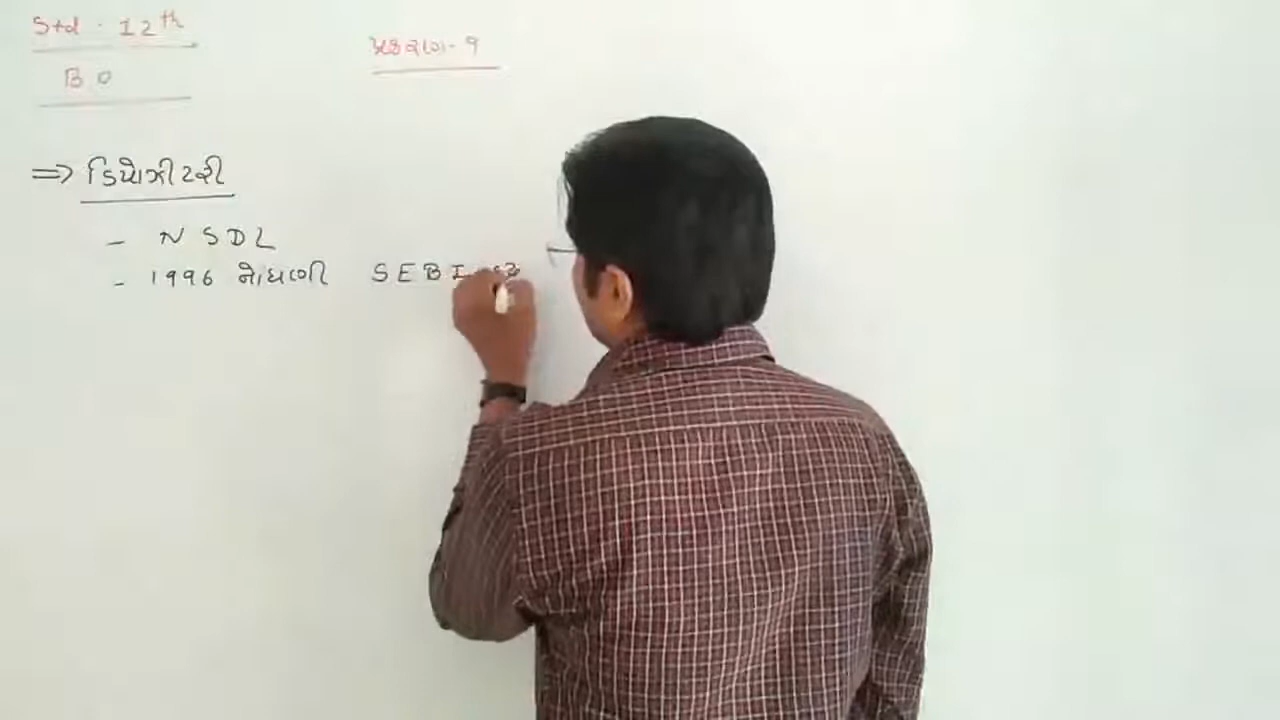 Std - 12th
BO
પ્રકરણ-9
⇒ ડિપોઝીટરી
- NSDL
- 1996 નોધણી SEBI